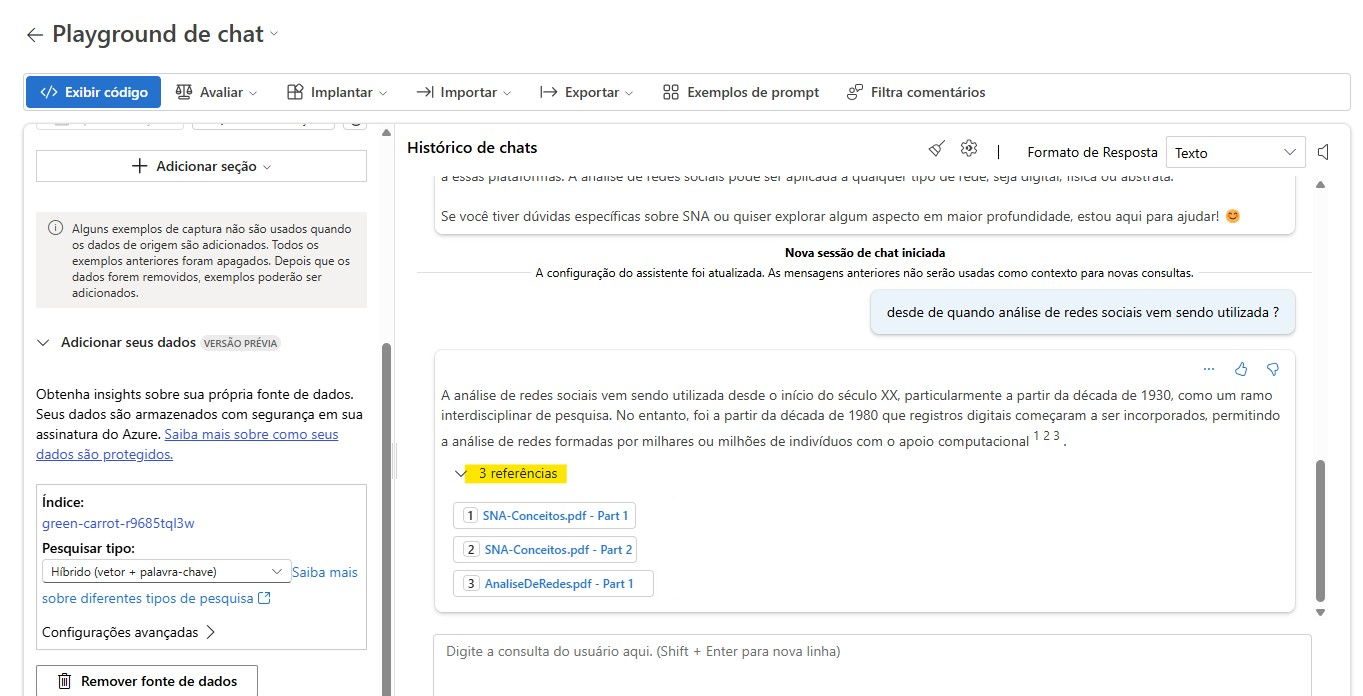 Playground de chat
Exibir código
Avaliar
Implantar
Importar
Exportar
Exemplos de prompt
Filtra comentários
Adicionar seção
Alguns exemplos de captura não são usados quando
os dados de origem são adicionados. Todos os
exemplos anteriores foram apagados. Depois que os
dados forem removidos, exemplos poderão ser
adicionados.
Adicionar seus dados VERSÃO PRÉVIA
Obtenha insights sobre sua própria fonte de dados.
Seus dados são armazenados com segurança em sua
assinatura do Azure. Saiba mais sobre como seus
dados são protegidos.
Índice:
green-carrot-r9685tql3w
Pesquisar tipo:
Híbrido (vetor + palavra-chave) Saiba mais
sobre diferentes tipos de pesquisa
Configurações avançadas
Remover fonte de dados
Histórico de chats
| Formato de Resposta Texto
a essas plataformas. A análise de redes sociais pode ser aplicada a qualquer tipo de rede, seja digital, física ou abstrata.
Se você tiver dúvidas específicas sobre SNA ou quiser explorar algum aspecto em maior profundidade, estou aqui para ajudar! 😊
Nova sessão de chat iniciada
A configuração do assistente foi atualizada. As mensagens anteriores não serão usadas como contexto para novas consultas.
desde de quando análise de redes sociais vem sendo utilizada ?
A análise de redes sociais vem sendo utilizada desde o início do século XX, particularmente a partir da década de 1930, como um ramo
interdisciplinar de pesquisa. No entanto, foi a partir da década de 1980 que registros digitais começaram a ser incorporados, permitindo
a análise de redes formadas por milhares ou milhões de indivíduos com o apoio computacional 1 2 3 .
3 referências
1 SNA-Conceitos.pdf - Part 1
2 SNA-Conceitos.pdf - Part 2
3 AnaliseDeRedes.pdf - Part 1
Digite a consulta do usuário aqui. (Shift + Enter para nova linha)